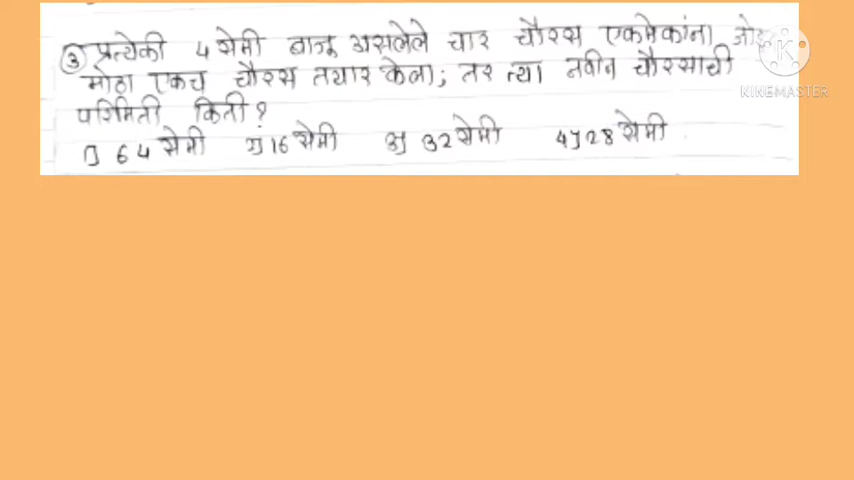 ③ प्रत्येकी 4 सेमी बाजू असलेले चार चौरस एकमेकांना
मोठा एकच चौरस तयार केला; तर त्या नवीन चौरसाची
परिमिती किती?
1) 64 सेमी 2) 16 सेमी 3) 32 सेमी 4) 28 सेमी
KINEMASTER